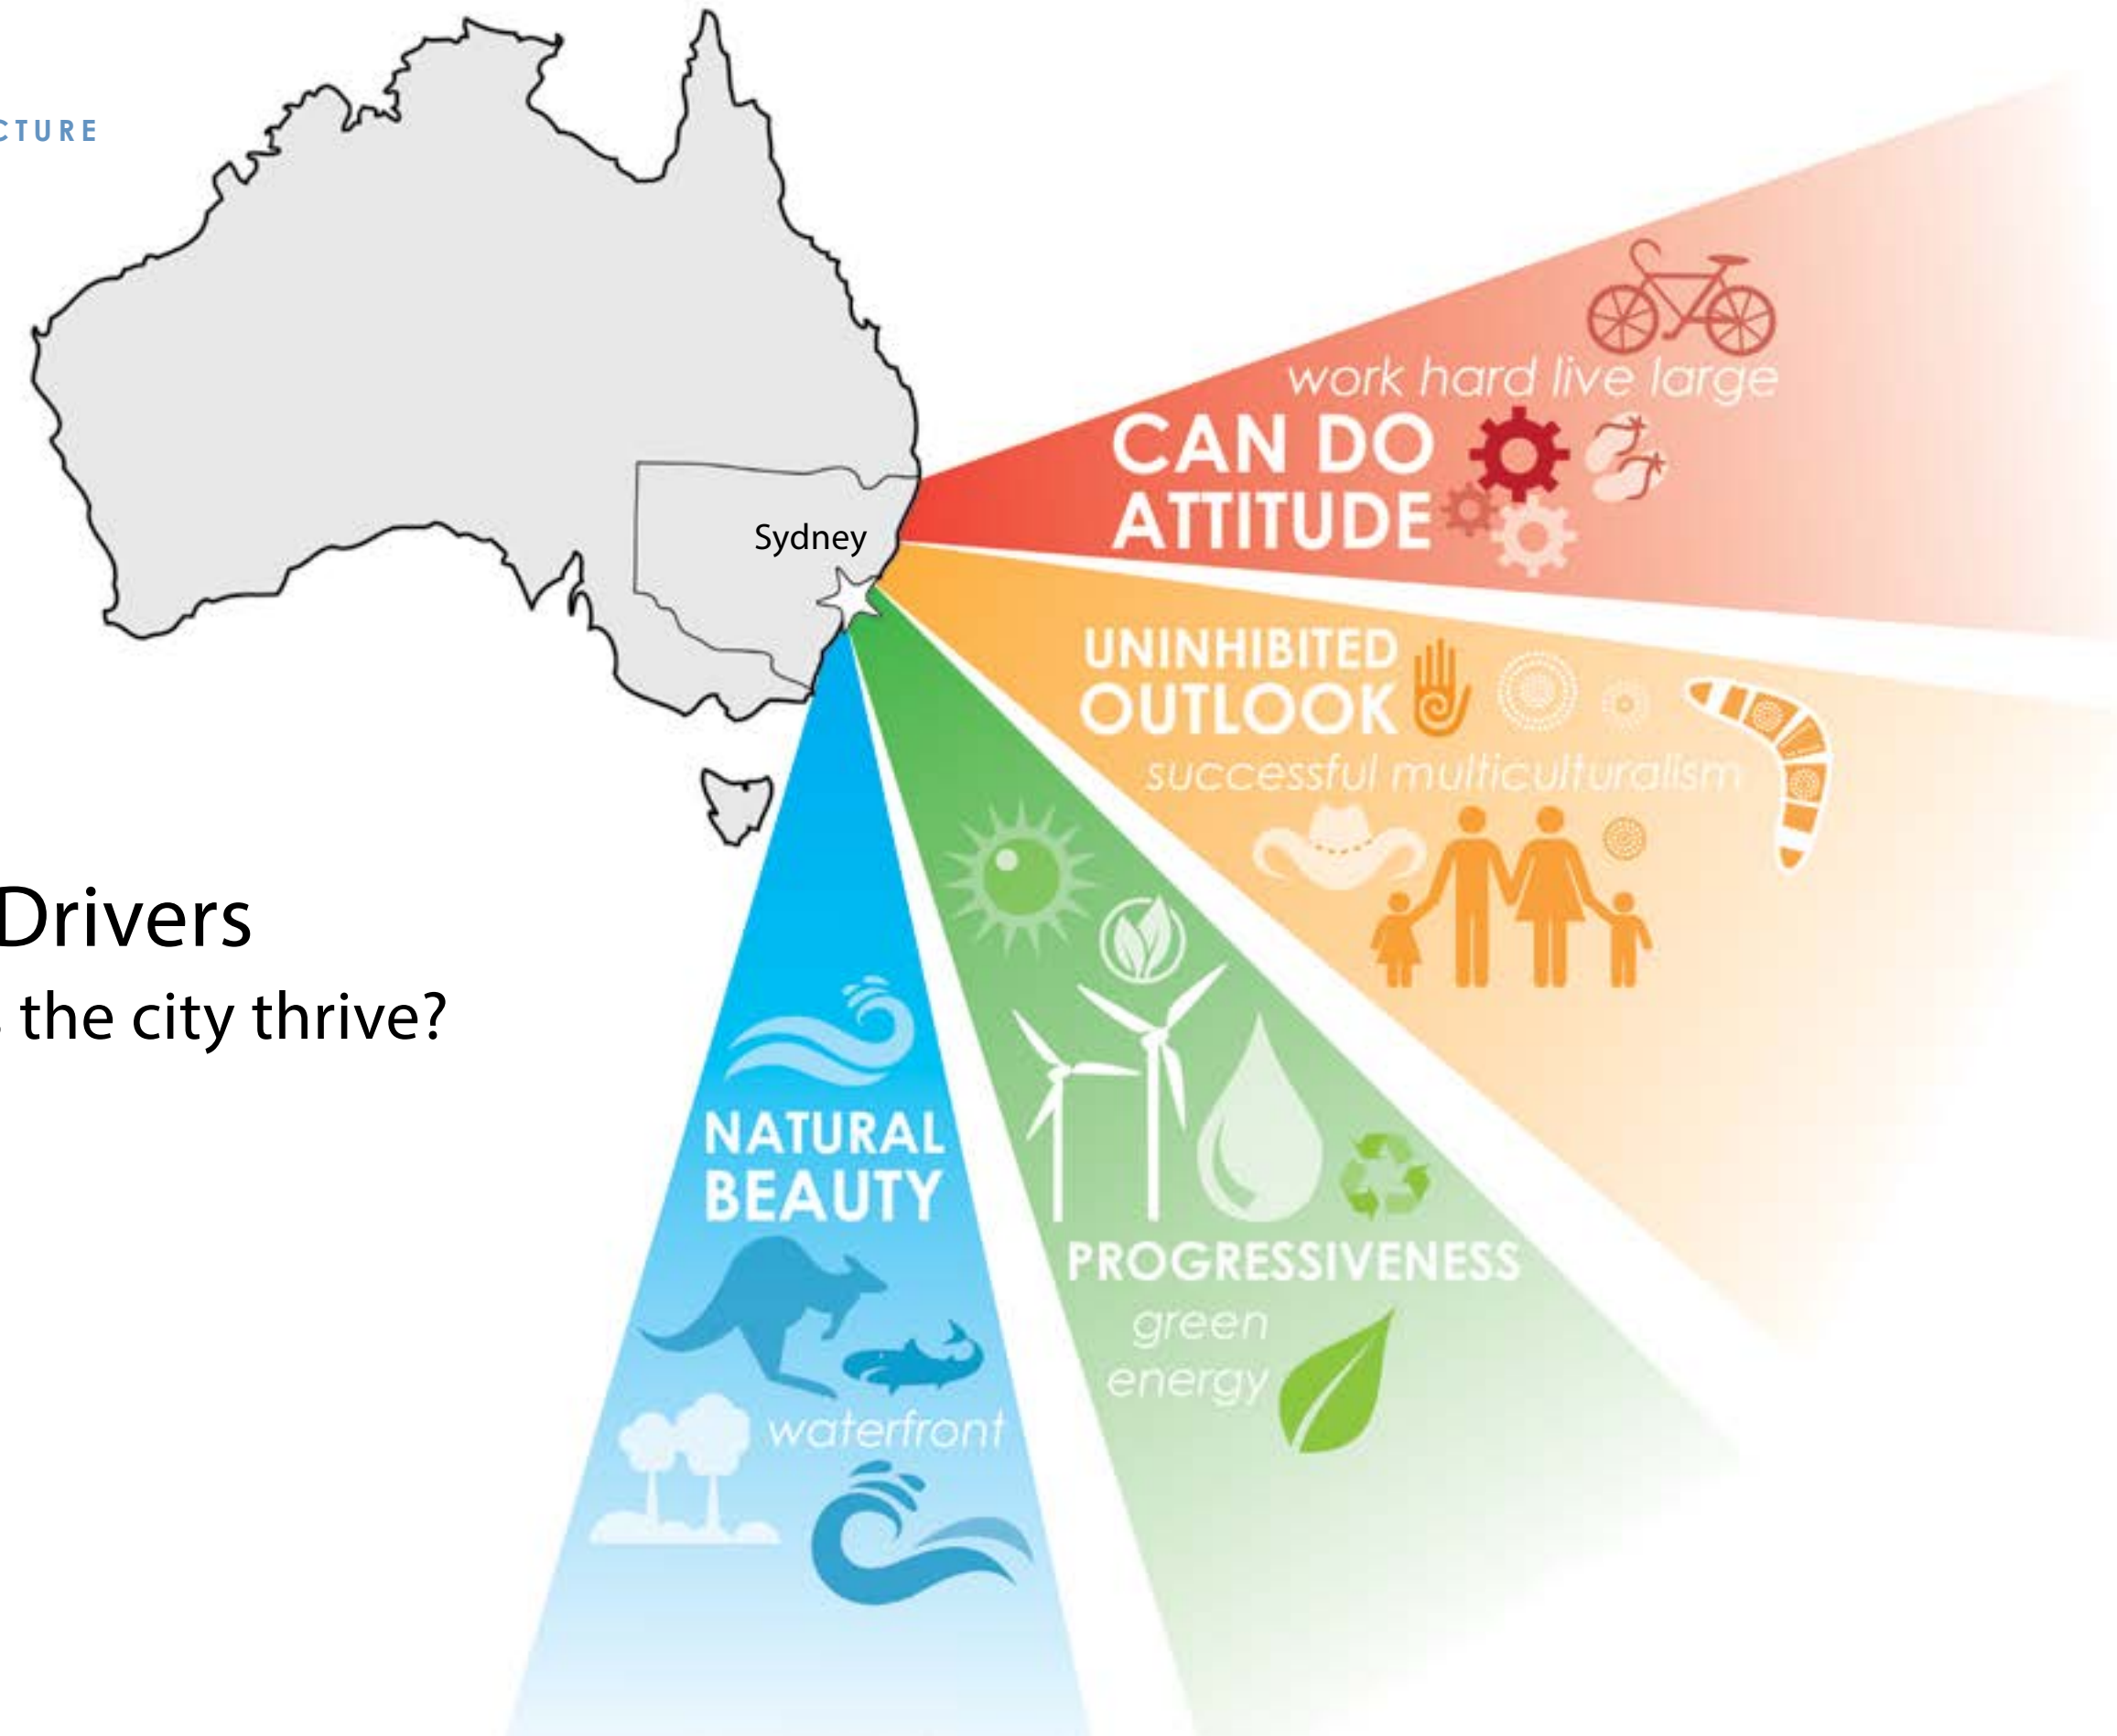 CTURE
Sydney
work hard live large
CAN DO
ATTITUDE
UNINHIBITED
OUTLOOK
successful multiculturalism
Drivers
the city thrive?
NATURAL
BEAUTY
waterfront
PROGRESSIVENESS
green
energy